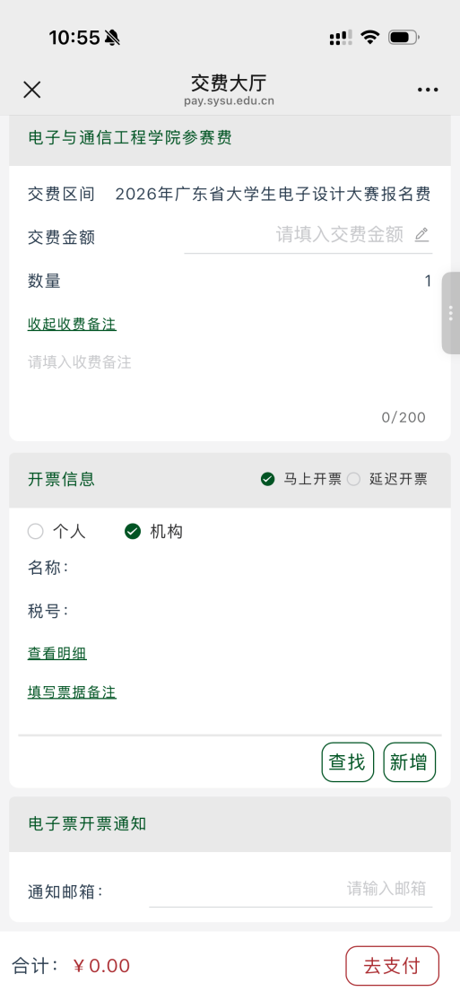 10:55
交费大厅
pay.sysu.edu.cn
电子与通信工程学院参赛费
交费区间 2026年广东省大学生电子设计大赛报名费
交费金额 请填入交费金额
数量 1
收起收费备注
请填入收费备注
0/200
开票信息 马上开票 延迟开票
个人 机构
名称：
税号：
查看明细
填写票据备注
查找 新增
电子票开票通知
通知邮箱： 请输入邮箱
合计：￥0.00 去支付